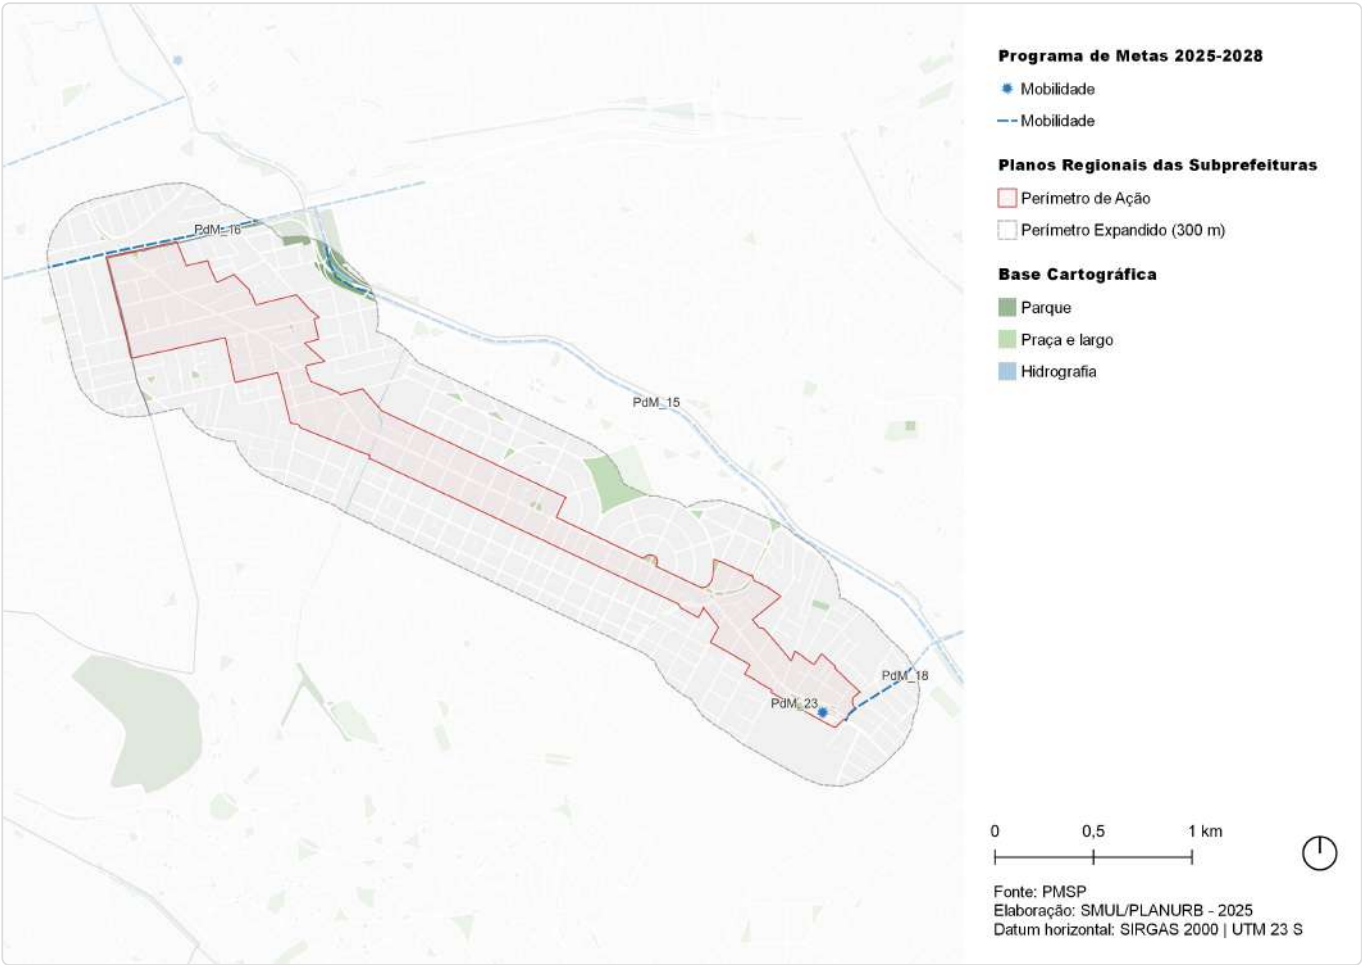 Programa de Metas 2025-2028
Mobilidade
Mobilidade
Planos Regionais das Subprefeituras
Perímetro de Ação
Perímetro Expandido (300 m)
Base Cartográfica
Parque
Praça e largo
Hidrografia
PdM_16
PdM_15
PdM_18
PdM_23
0 0,5 1 km
Fonte: PMSP
Elaboração: SMUL/PLANURB - 2025
Datum horizontal: SIRGAS 2000 | UTM 23 S